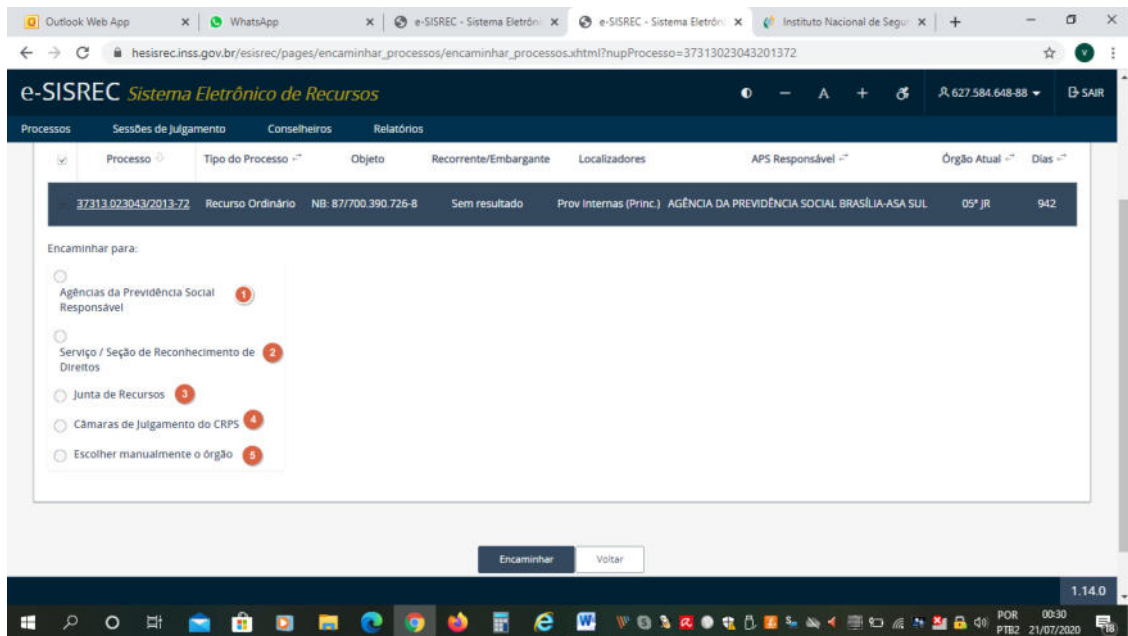 Outlook Web App
WhatsApp
e-SISREC - Sistema Eletrôni
e-SISREC - Sistema Eletrôni
Instituto Nacional de Segu
hesisrec.inss.gov.br/esisrec/pages/encaminhar_processos/encaminhar_processos.xhtml?nupProcesso=37313023043201372
V
e-SISREC Sistema Eletrônico de Recursos
A
627.584.648-88
SAIR
Processos Sessões de Julgamento Conselheiros Relatórios
Processo Tipo do Processo Objeto Recorrente/Embargante Localizadores APS Responsável Órgão Atual Dias
37313.023043/2013-72 Recurso Ordinário NB: 87/700.390.726-8 Sem resultado Prov Internas (Princ.) AGÊNCIA DA PREVIDÊNCIA SOCIAL BRASÍLIA-ASA SUL 05ª JR 942
Encaminhar para:
Agências da Previdência Social 1
Responsável
Serviço / Seção de Reconhecimento de 2
Direitos
Junta de Recursos 3
Câmaras de Julgamento do CRPS 4
Escolher manualmente o órgão 5
Encaminhar Voltar
1.14.0
POR 00:30
PTB2 21/07/2020
18